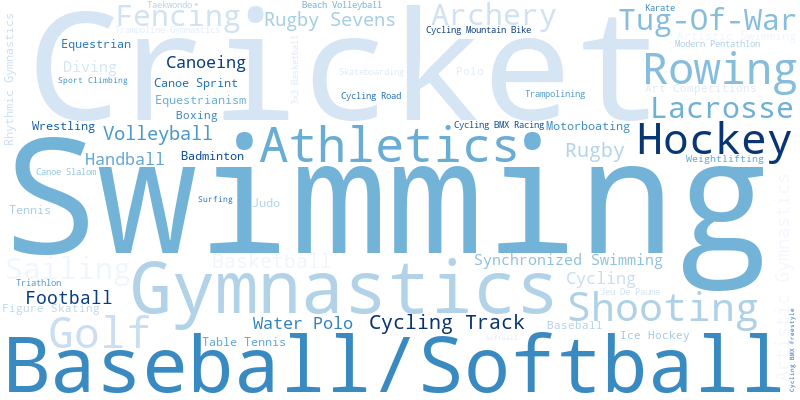 Taekwondo
Beach Volleyball
Karate
Cricket
Fencing
Rugby Sevens
Archery
Tug-Of-War
Rhythmic Gymnastics
Trampoline Gymnastics
Cycling Mountain Bike
Artistic Swimming
Equestrian
3x3 Basketball
Modern Pentathlon
Canoeing
Diving
Skateboarding
Polo
Rowing
Sport Climbing
Canoe Sprint
Art Competitions
Equestrianism
Cycling Road
Trampolining
Lacrosse
Boxing
Wrestling
Volleyball
Athletics
Cycling BMX Racing
Motorboating
Hockey
Handball
Badminton
Rugby
Weightlifting
Canoe Slalom
Swimming
Surfing
Judo
Tennis
Artistic Gymnastics
Sailing
Basketball
Synchronized Swimming
Gymnastics
Cycling
Triathlon
Football
Jeu De Paume
Shooting
Figure Skating
Golf
Water Polo
Cycling Track
Baseball
Table Tennis
Softball
Ice Hockey
Baseball/Softball
Cycling BMX Freestyle